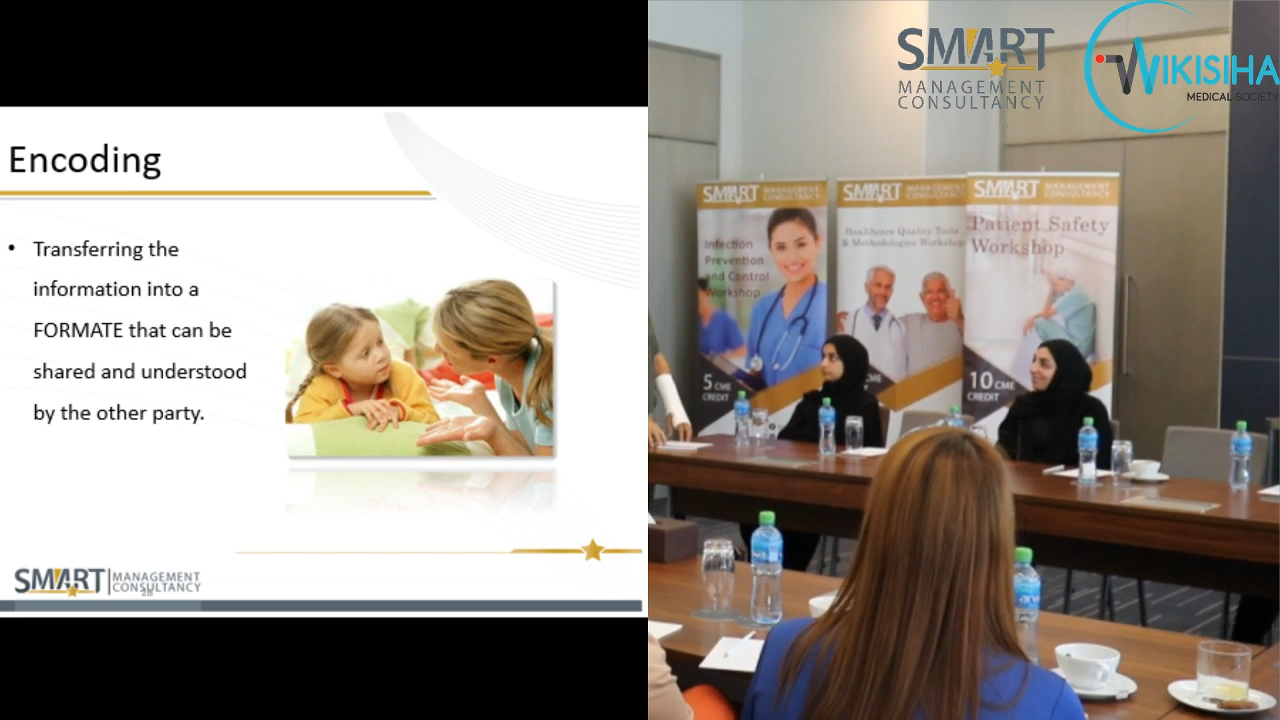 Encoding
• Transferring the
information into a
FORMATE that can be
shared and understood
by the other party.
SMART MANAGEMENT
CONSULTANCY
28
SMART
MANAGEMENT
CONSULTANCY
WIKISIHA
MEDICAL SOCIETY
SMART MANAGEMENT
CONSULTANCY
Infection
Prevention
and Control
Workshop
5 CME
CREDIT
SMART MANAGEMENT
CONSULTANCY
Healthcare Quality Tools
& Methodologies Workshop
CME
SMART MANAGEMENT
CONSULTANCY
Patient Safety
Workshop
10 CME
CREDIT